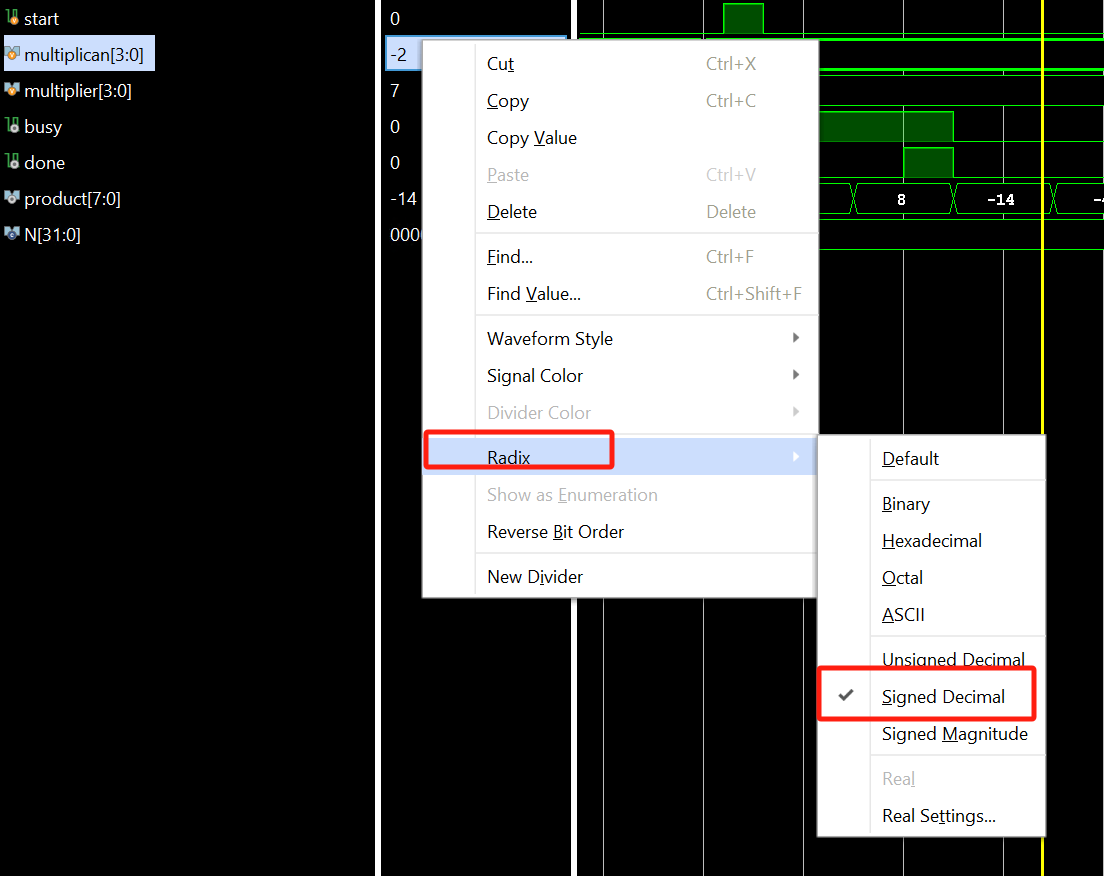 start 0
multiplican[3:0] -2
multiplier[3:0] 7
busy 0
done 0
product[7:0] -14 8 -14
N[31:0]
Cut Ctrl+X
Copy Ctrl+C
Copy Value
Paste Ctrl+V
Delete Delete
Find... Ctrl+F
Find Value... Ctrl+Shift+F
Waveform Style
Signal Color
Divider Color
Radix
Show as Enumeration
Reverse Bit Order
New Divider
Default
Binary
Hexadecimal
Octal
ASCII
Unsigned Decimal
Signed Decimal
Signed Magnitude
Real
Real Settings...